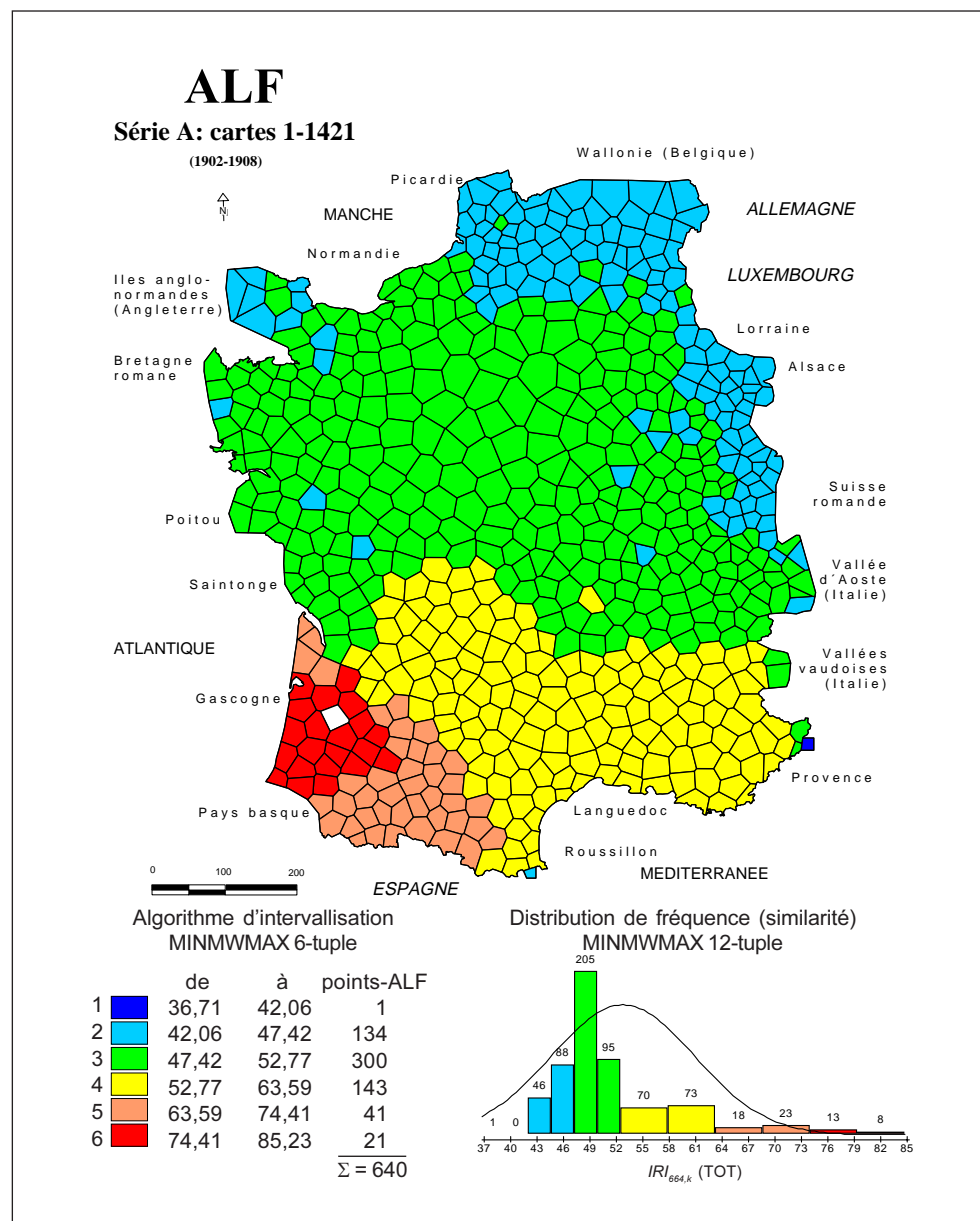 ALF
Série A: cartes 1-1421
(1902-1908)
N
Wallonie (Belgique)
Picardie
MANCHE
ALLEMAGNE
Normandie
LUXEMBOURG
Iles anglo-
normandes
(Angleterre)
Lorraine
Bretagne
romane
Alsace
Suisse
romande
Poitou
Vallée
d´Aoste
(Italie)
Saintonge
ATLANTIQUE
Vallées
vaudoises
(Italie)
Gascogne
Provence
Pays basque
Languedoc
Roussillon
MEDITERRANEE
ESPAGNE
0 100 200
Algorithme d'intervallisation
MINMWMAX 6-tuple
de à points-ALF
1 36,71 42,06 1
2 42,06 47,42 134
3 47,42 52,77 300
4 52,77 63,59 143
5 63,59 74,41 41
6 74,41 85,23 21
Σ = 640
Distribution de fréquence (similarité)
MINMWMAX 12-tuple
1 0 46 88 205 95 70 73 18 23 13 8
37 40 43 46 49 52 55 58 61 64 67 70 73 76 79 82 85
IRI664,k (TOT)